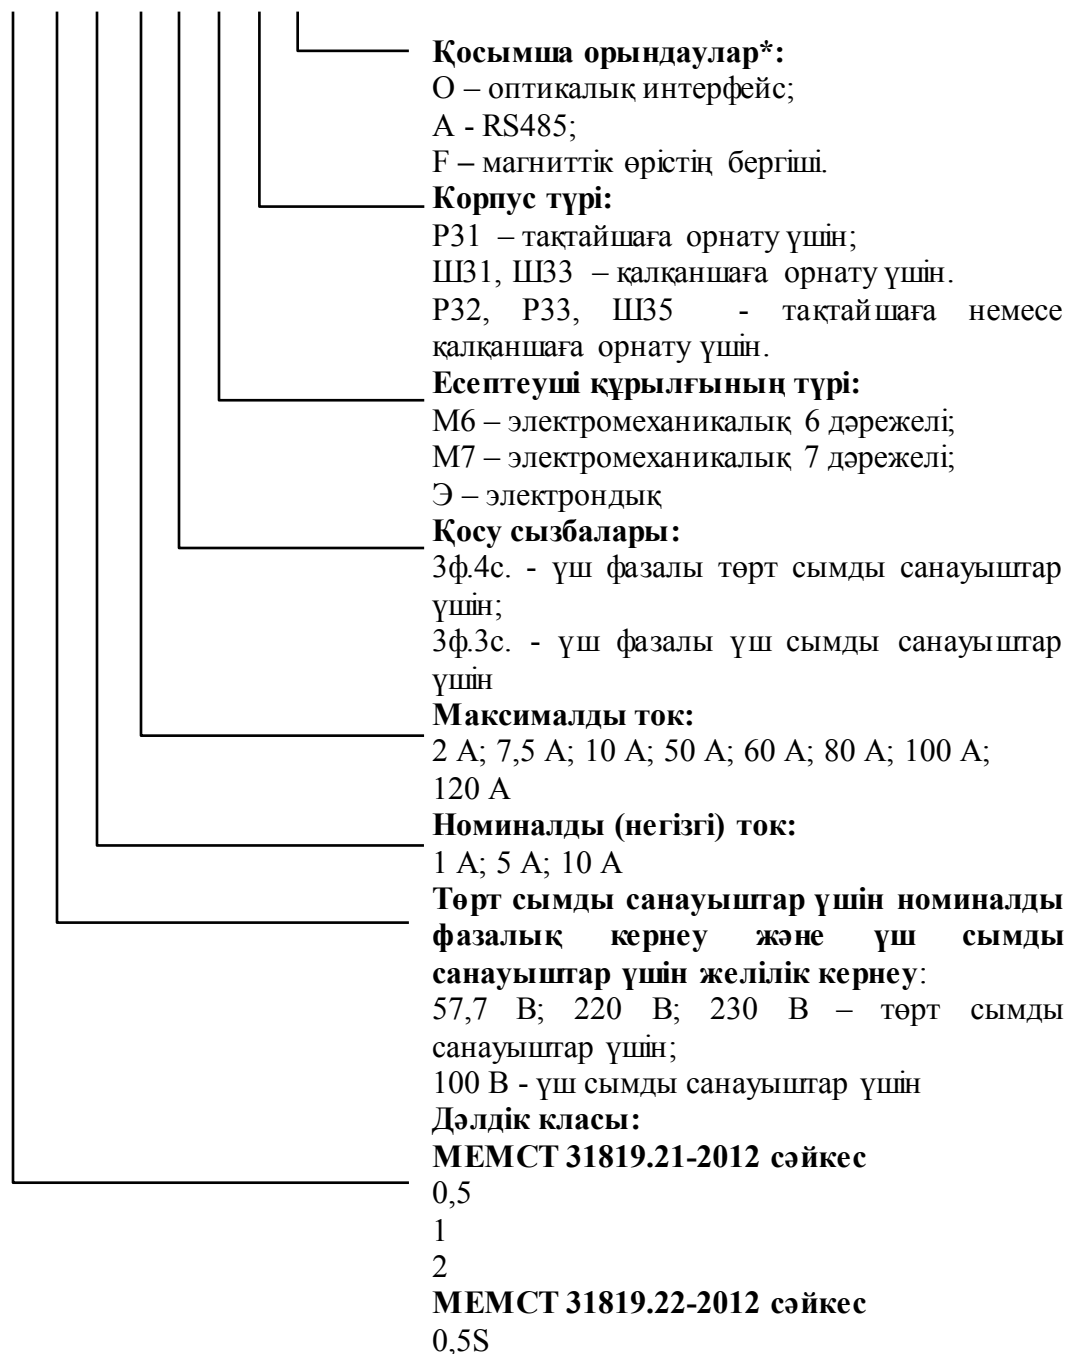 Қосымша орындаулар*:
О – оптикалық интерфейс;
А - RS485;
F – магниттік өрістің бергіші.
Корпус түрі:
Р31 – тақтайшаға орнату үшін;
Ш31, Ш33 – қалқаншаға орнату үшін.
Р32, Р33, Ш35 - тақтайшаға немесе
қалқаншаға орнату үшін.
Есептеуші құрылғының түрі:
М6 – электромеханикалық 6 дәрежелі;
М7 – электромеханикалық 7 дәрежелі;
Э – электрондық
Қосу сызбалары:
3ф.4с. - үш фазалы төрт сымды санауыштар
үшін;
3ф.3с. - үш фазалы үш сымды санауыштар
үшін
Максималды ток:
2 А; 7,5 А; 10 А; 50 А; 60 А; 80 А; 100 А;
120 А
Номиналды (негізгі) ток:
1 А; 5 А; 10 А
Төрт сымды санауыштар үшін номиналды
фазалық кернеу және үш сымды
санауыштар үшін желілік кернеу:
57,7 В; 220 В; 230 В – төрт сымды
санауыштар үшін;
100 В - үш сымды санауыштар үшін
Дәлдік класы:
МЕМСТ 31819.21-2012 сәйкес
0,5
1
2
МЕМСТ 31819.22-2012 сәйкес
0,5S